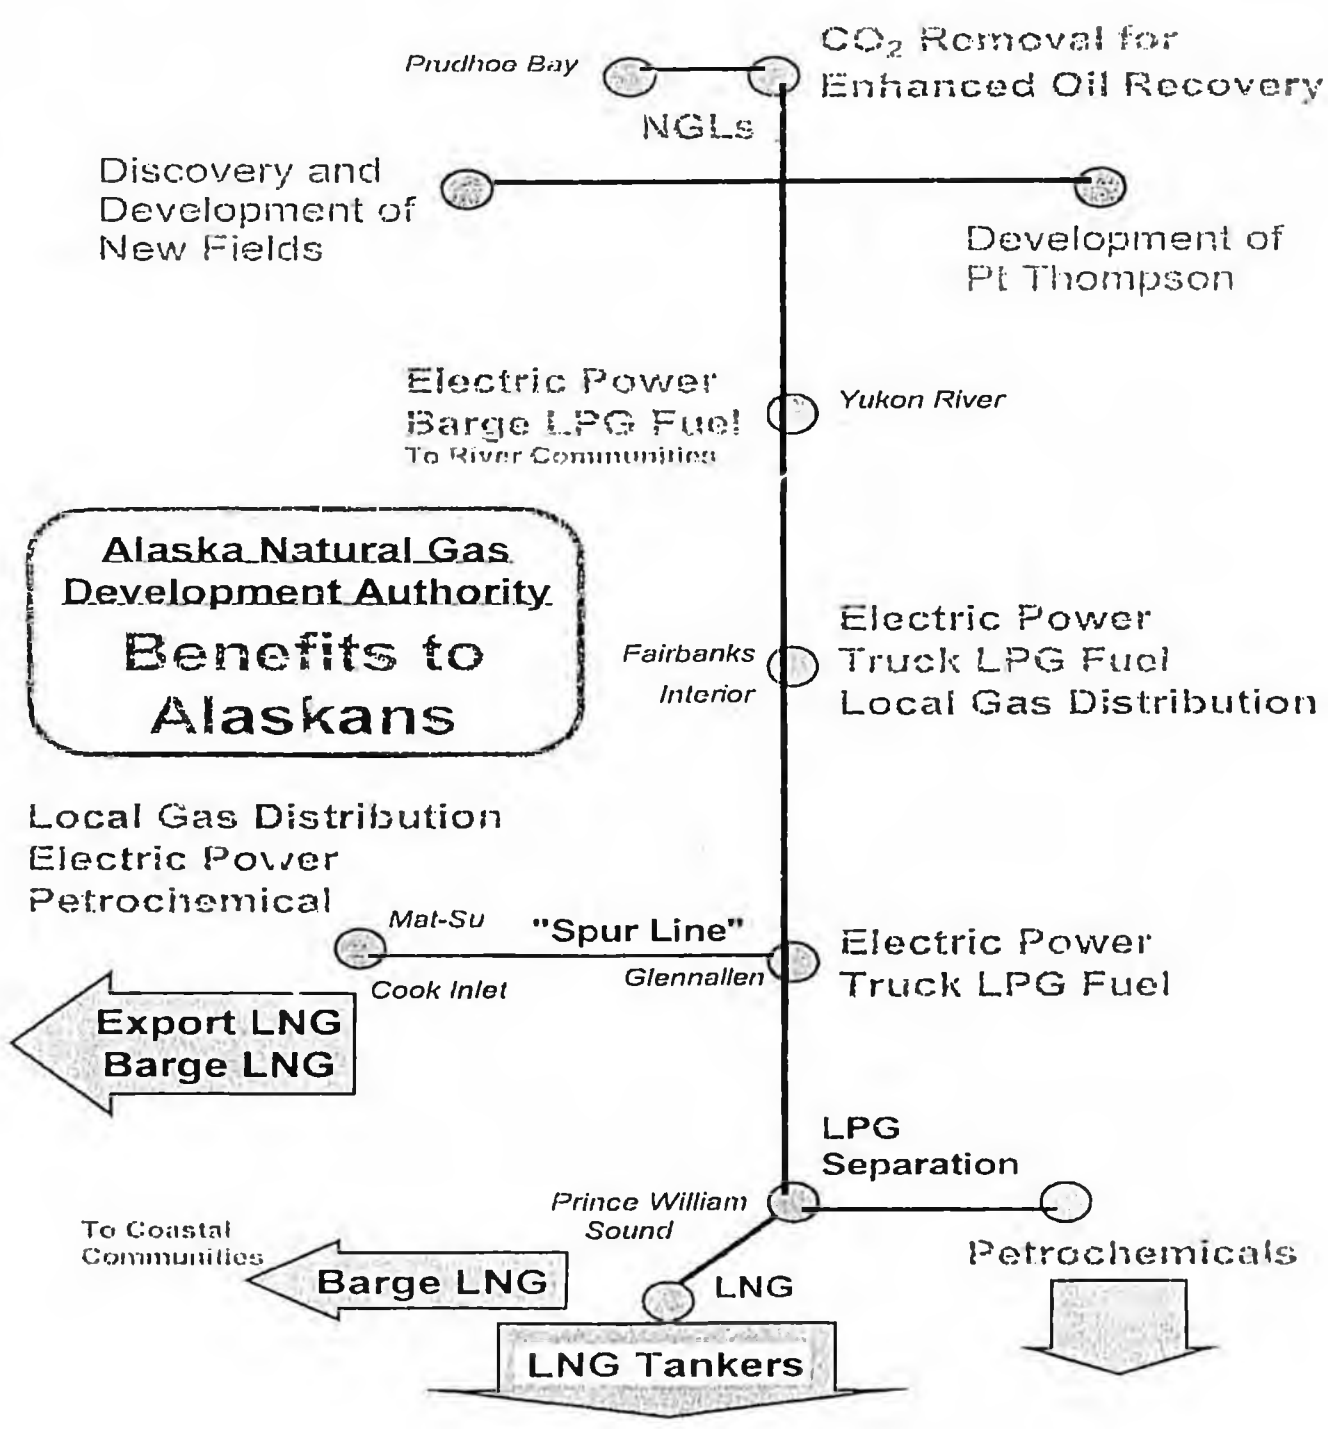 Prudhoe Bay
CO₂ Removal for
Enhanced Oil Recovery
NGLs
Discovery and
Development of
New Fields
Development of
Pt Thompson
Electric Power
Barge LPG Fuel
To River Communities
Yukon River
Alaska Natural Gas
Development Authority
Benefits to
Alaskans
Fairbanks
Interior
Electric Power
Truck LPG Fuel
Local Gas Distribution
Local Gas Distribution
Electric Power
Petrochemical
Mat-Su
"Spur Line"
Cook Inlet
Glennallen
Electric Power
Truck LPG Fuel
Export LNG
Barge LNG
LPG
Separation
Prince William
Sound
To Coastal
Communities
Barge LNG
LNG
Petrochemicals
LNG Tankers